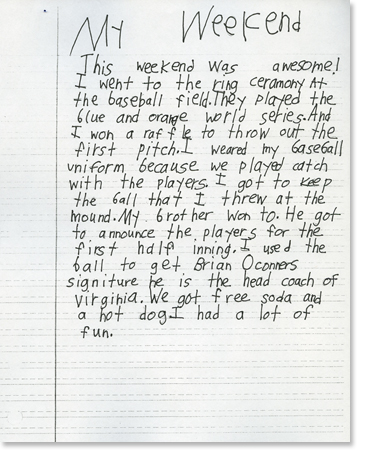 My Weekend
This weekend was awesome!
I went to the ring ceramony At
the baseball field.They played the
blue and orange world series.And
I won a raffle to throw out the
first pitch.I weared my baseball
uniform because we played catch
with the players. I got to keep
the ball that I threw at the
mound.My brother won to. He got
to announce the players for the
first half inning. I used the
ball to get Brian Oconners
signiture he is the head coach of
Virginia. We got free soda and
a hot dog.I had a lot of
fun.